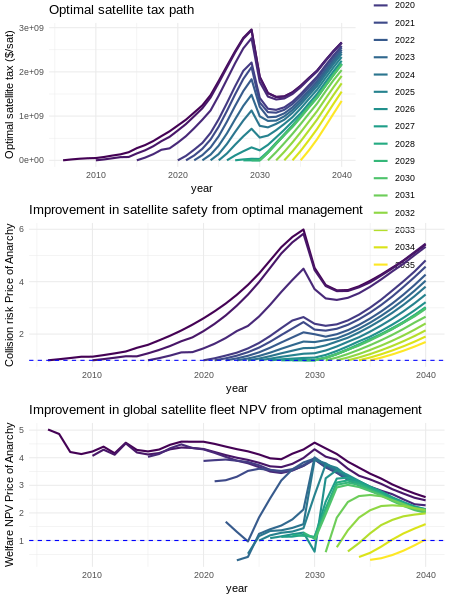 Optimal satellite tax path
Optimal satellite tax ($/sat)
3e+09
2e+09
1e+09
0e+00
2010
2020
2030
2040
year
2020
2021
2022
2023
2024
2025
2026
2027
2028
2029
2030
2031
2032
2033
2034
2035
Improvement in satellite safety from optimal management
Collision risk Price of Anarchy
6
4
2
2010
2020
2030
2040
year
Improvement in global satellite fleet NPV from optimal management
Welfare NPV Price of Anarchy
5
4
3
2
1
2010
2020
2030
2040
year